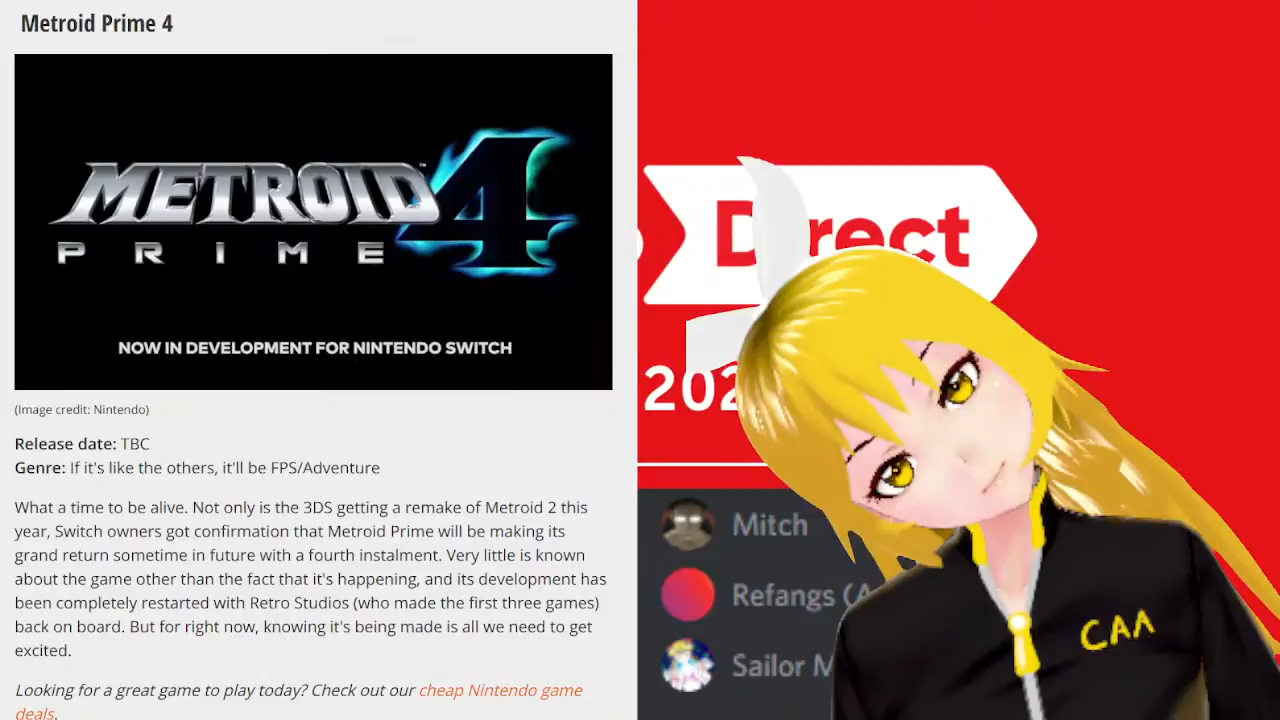 Metroid Prime 4
METROID™
PRIME 4
NOW IN DEVELOPMENT FOR NINTENDO SWITCH
(Image credit: Nintendo)
Release date: TBC
Genre: If it's like the others, it'll be FPS/Adventure
What a time to be alive. Not only is the 3DS getting a remake of Metroid 2 this
year, Switch owners got confirmation that Metroid Prime will be making its
grand return sometime in future with a fourth instalment. Very little is known
about the game other than the fact that it's happening, and its development has
been completely restarted with Retro Studios (who made the first three games)
back on board. But for right now, knowing it's being made is all we need to get
excited.
Looking for a great game to play today? Check out our cheap Nintendo game
deals.
Direct
202
Mitch
Refangs (A
Sailor M
CAA